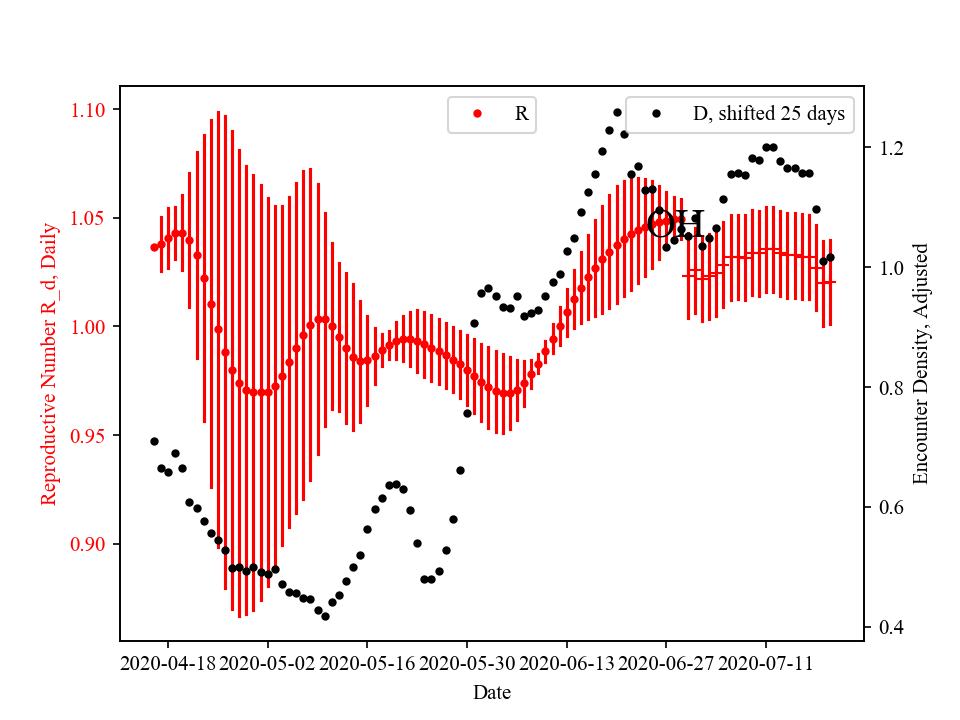 R
D, shifted 25 days
1.10
1.05
1.00
0.95
0.90
Reproductive Number R_d, Daily
OH
1.2
1.0
0.8
0.6
0.4
Encounter Density, Adjusted
2020-04-18 2020-05-02 2020-05-16 2020-05-30 2020-06-13 2020-06-27 2020-07-11
Date